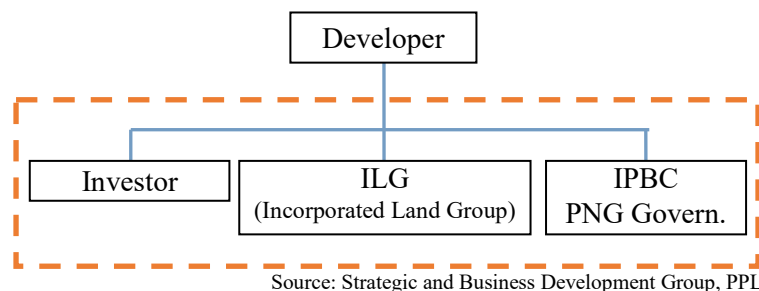 Developer
Investor
ILG
(Incorporated Land Group)
IPBC
PNG Govern.
Source: Strategic and Business Development Group, PPL